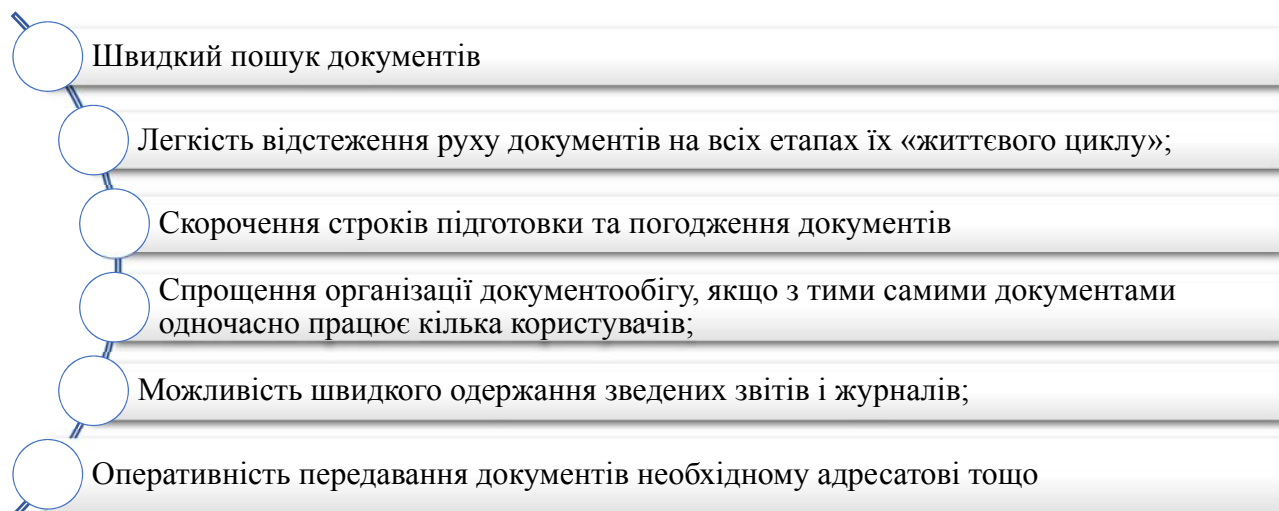 Швидкий пошук документів
Легкість відстеження руху документів на всіх етапах їх «життєвого циклу»;
Скорочення строків підготовки та погодження документів
Спрощення організації документообігу, якщо з тими самими документами
одночасно працює кілька користувачів;
Можливість швидкого одержання зведених звітів і журналів;
Оперативність передавання документів необхідному адресатові тощо